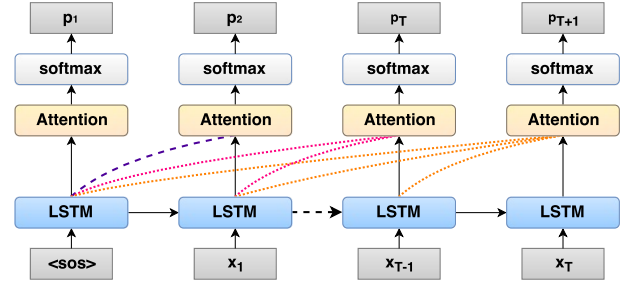 p1 p2 pT pT+1
softmax softmax softmax softmax
Attention Attention Attention Attention
LSTM LSTM LSTM LSTM
<sos> x1 xT-1 xT